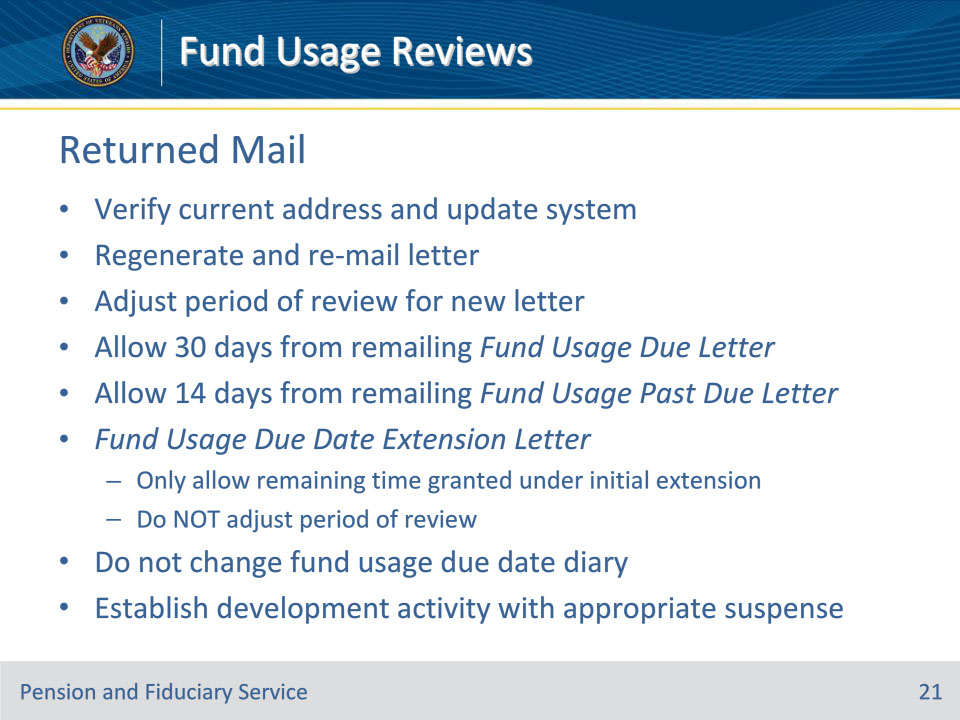 Fund Usage Reviews
Returned Mail
• Verify current address and update system
• Regenerate and re-mail letter
• Adjust period of review for new letter
• Allow 30 days from remailing Fund Usage Due Letter
• Allow 14 days from remailing Fund Usage Past Due Letter
• Fund Usage Due Date Extension Letter
– Only allow remaining time granted under initial extension
– Do NOT adjust period of review
• Do not change fund usage due date diary
• Establish development activity with appropriate suspense
Pension and Fiduciary Service
21